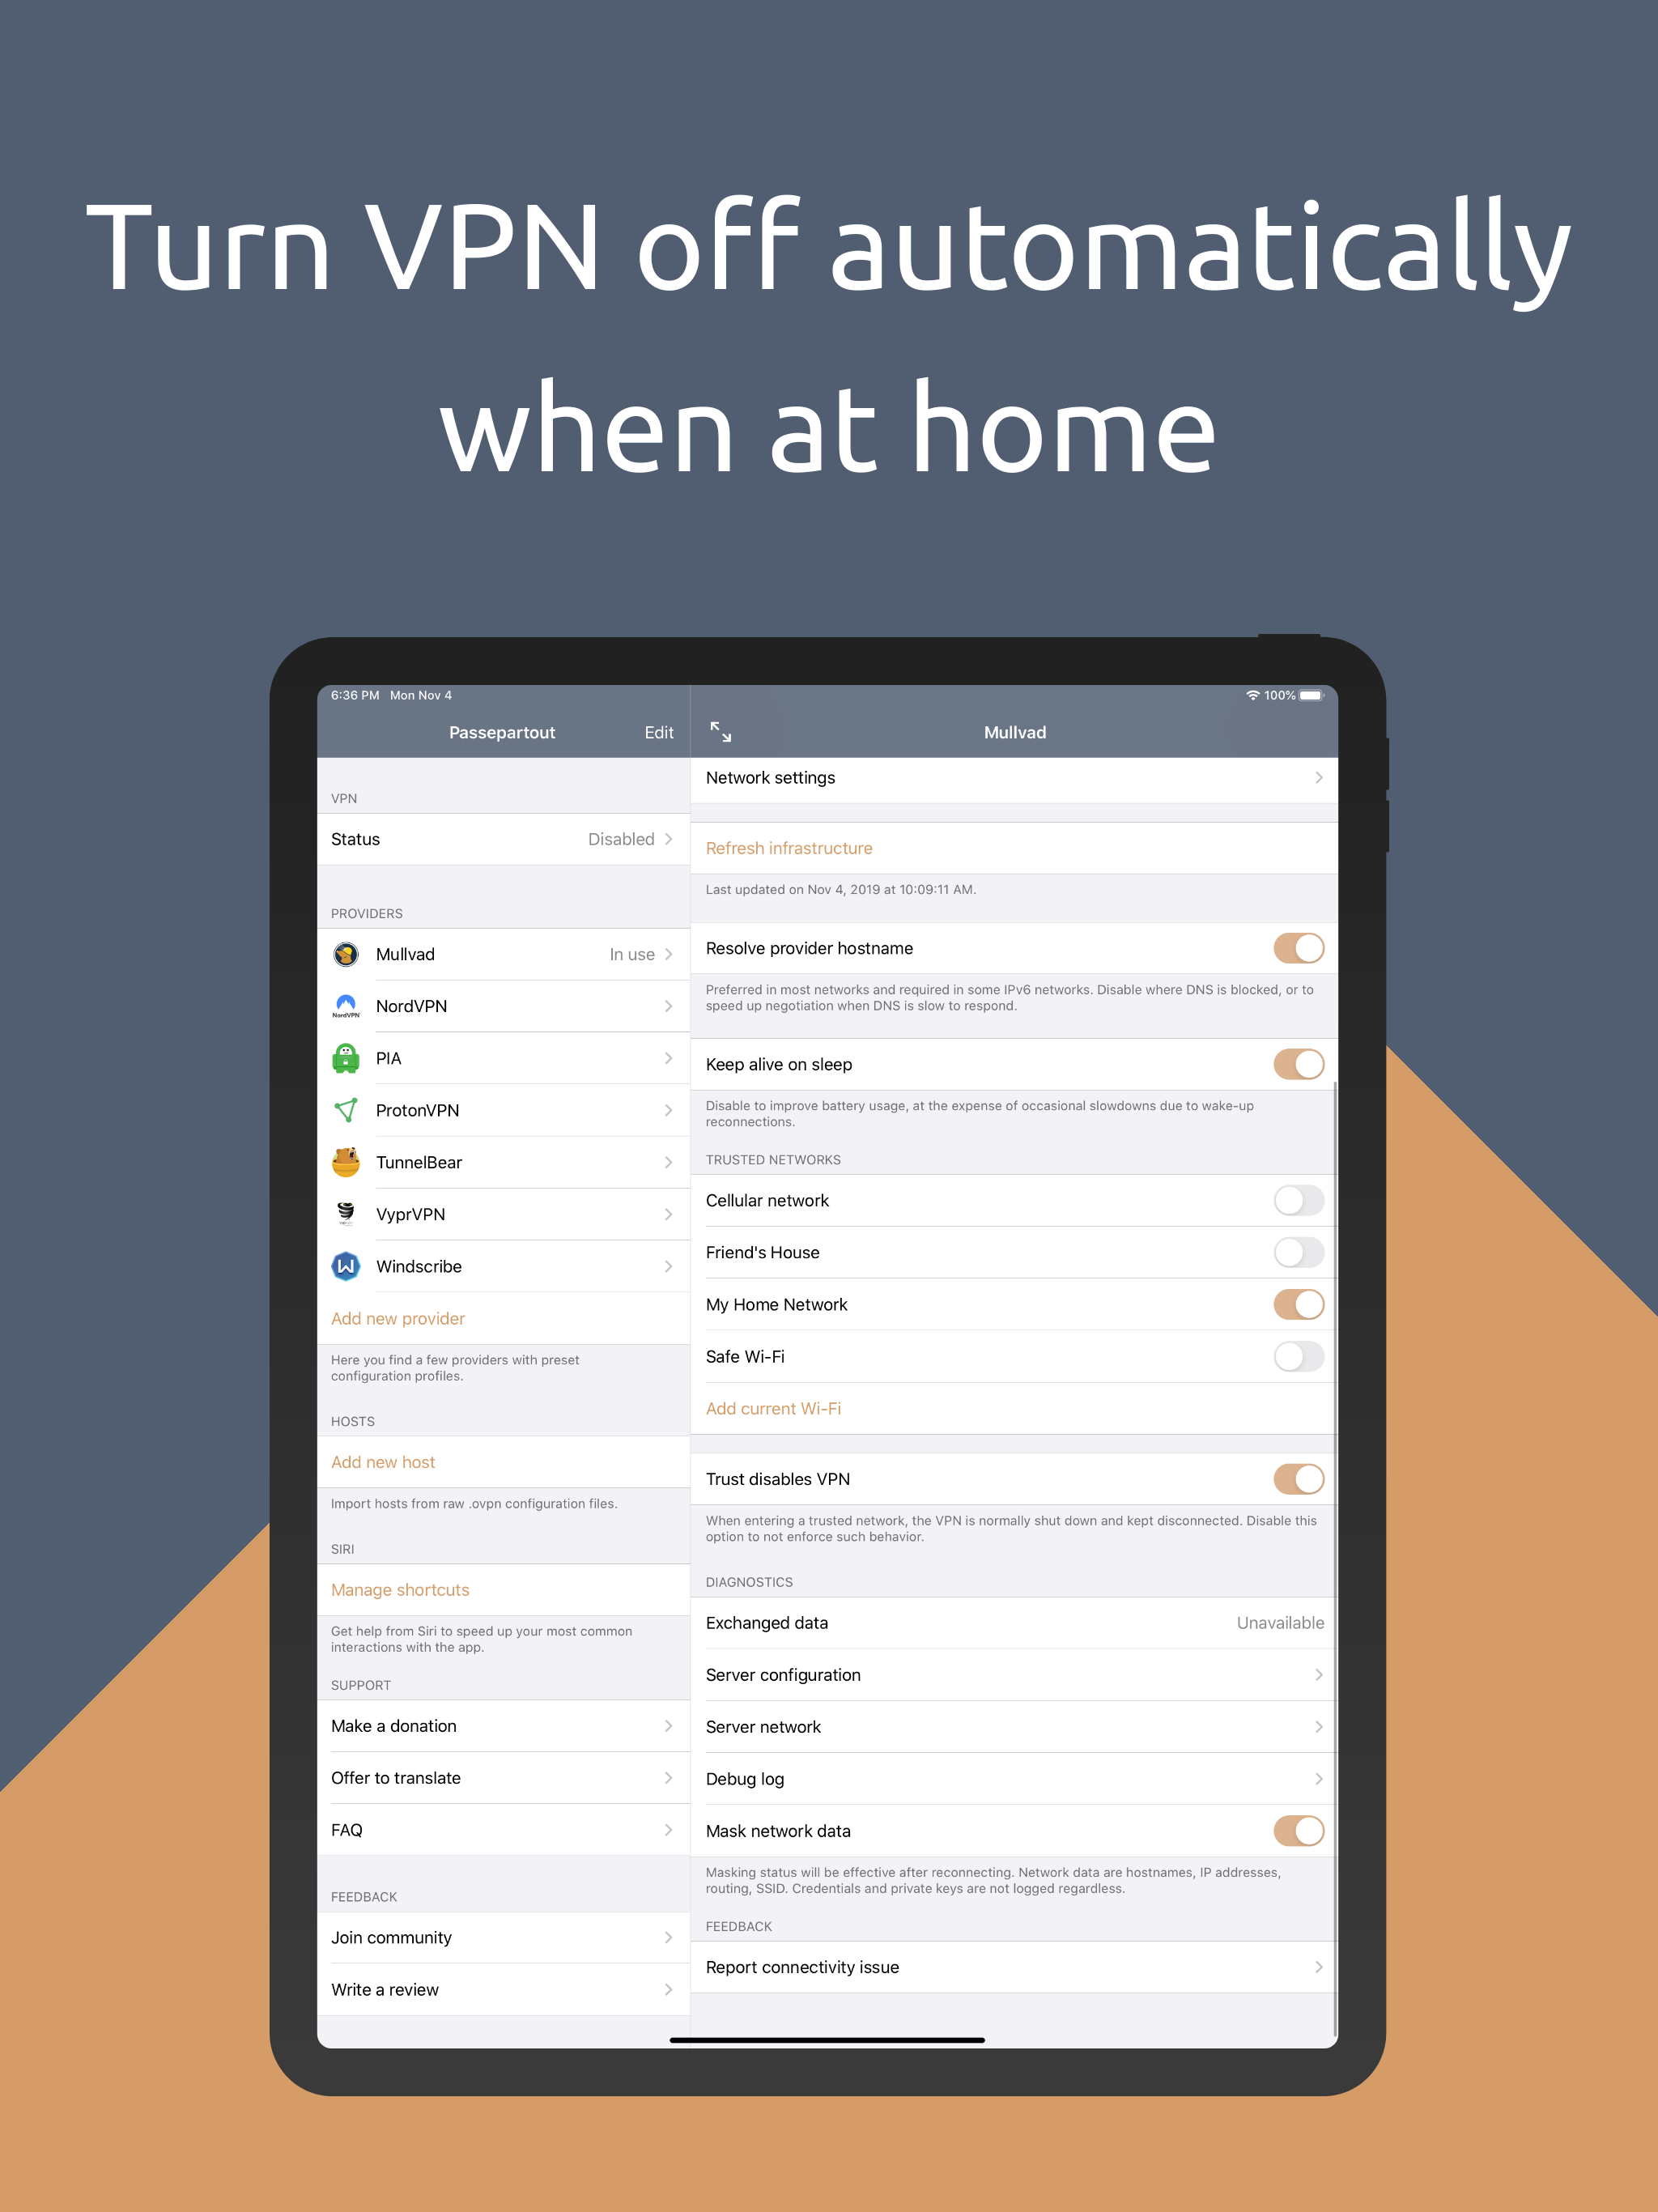 Turn VPN off automatically
when at home
6:36 PM Mon Nov 4
100%
Passepartout
Edit
Mullvad
VPN
Status
Disabled
PROVIDERS
Mullvad
In use
NordVPN
NordVPN
PIA
ProtonVPN
TunnelBear
VyprVPN
Windscribe
Add new provider
Here you find a few providers with preset
configuration profiles.
HOSTS
Add new host
Import hosts from raw .ovpn configuration files.
SIRI
Manage shortcuts
Get help from Siri to speed up your most common
interactions with the app.
SUPPORT
Make a donation
Offer to translate
FAQ
FEEDBACK
Join community
Write a review
Network settings
Refresh infrastructure
Last updated on Nov 4, 2019 at 10:09:11 AM.
Resolve provider hostname
Preferred in most networks and required in some IPv6 networks. Disable where DNS is blocked, or to
speed up negotiation when DNS is slow to respond.
Keep alive on sleep
Disable to improve battery usage, at the expense of occasional slowdowns due to wake-up
reconnections.
TRUSTED NETWORKS
Cellular network
Friend's House
My Home Network
Safe Wi-Fi
Add current Wi-Fi
Trust disables VPN
When entering a trusted network, the VPN is normally shut down and kept disconnected. Disable this
option to not enforce such behavior.
DIAGNOSTICS
Exchanged data
Unavailable
Server configuration
Server network
Debug log
Mask network data
Masking status will be effective after reconnecting. Network data are hostnames, IP addresses,
routing, SSID. Credentials and private keys are not logged regardless.
FEEDBACK
Report connectivity issue